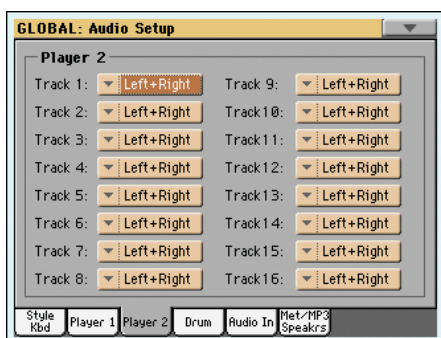 GLOBAL: Audio Setup
Player 2
Track 1: Left+Right Track 9: Left+Right
Track 2: Left+Right Track10: Left+Right
Track 3: Left+Right Track11: Left+Right
Track 4: Left+Right Track12: Left+Right
Track 5: Left+Right Track13: Left+Right
Track 6: Left+Right Track14: Left+Right
Track 7: Left+Right Track15: Left+Right
Track 8: Left+Right Track16: Left+Right
Style Kbd Player 1 Player 2 Drum Audio In Met/MP3 Speakrs